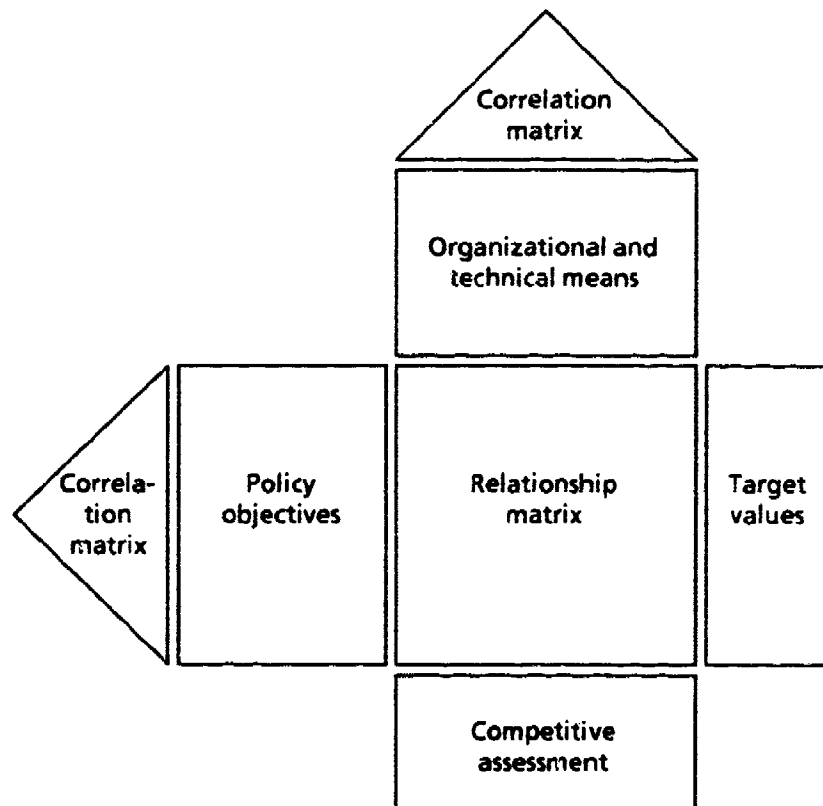 Correlation
matrix
Organizational and
technical means
Correla-
tion
matrix
Policy
objectives
Relationship
matrix
Target
values
Competitive
assessment